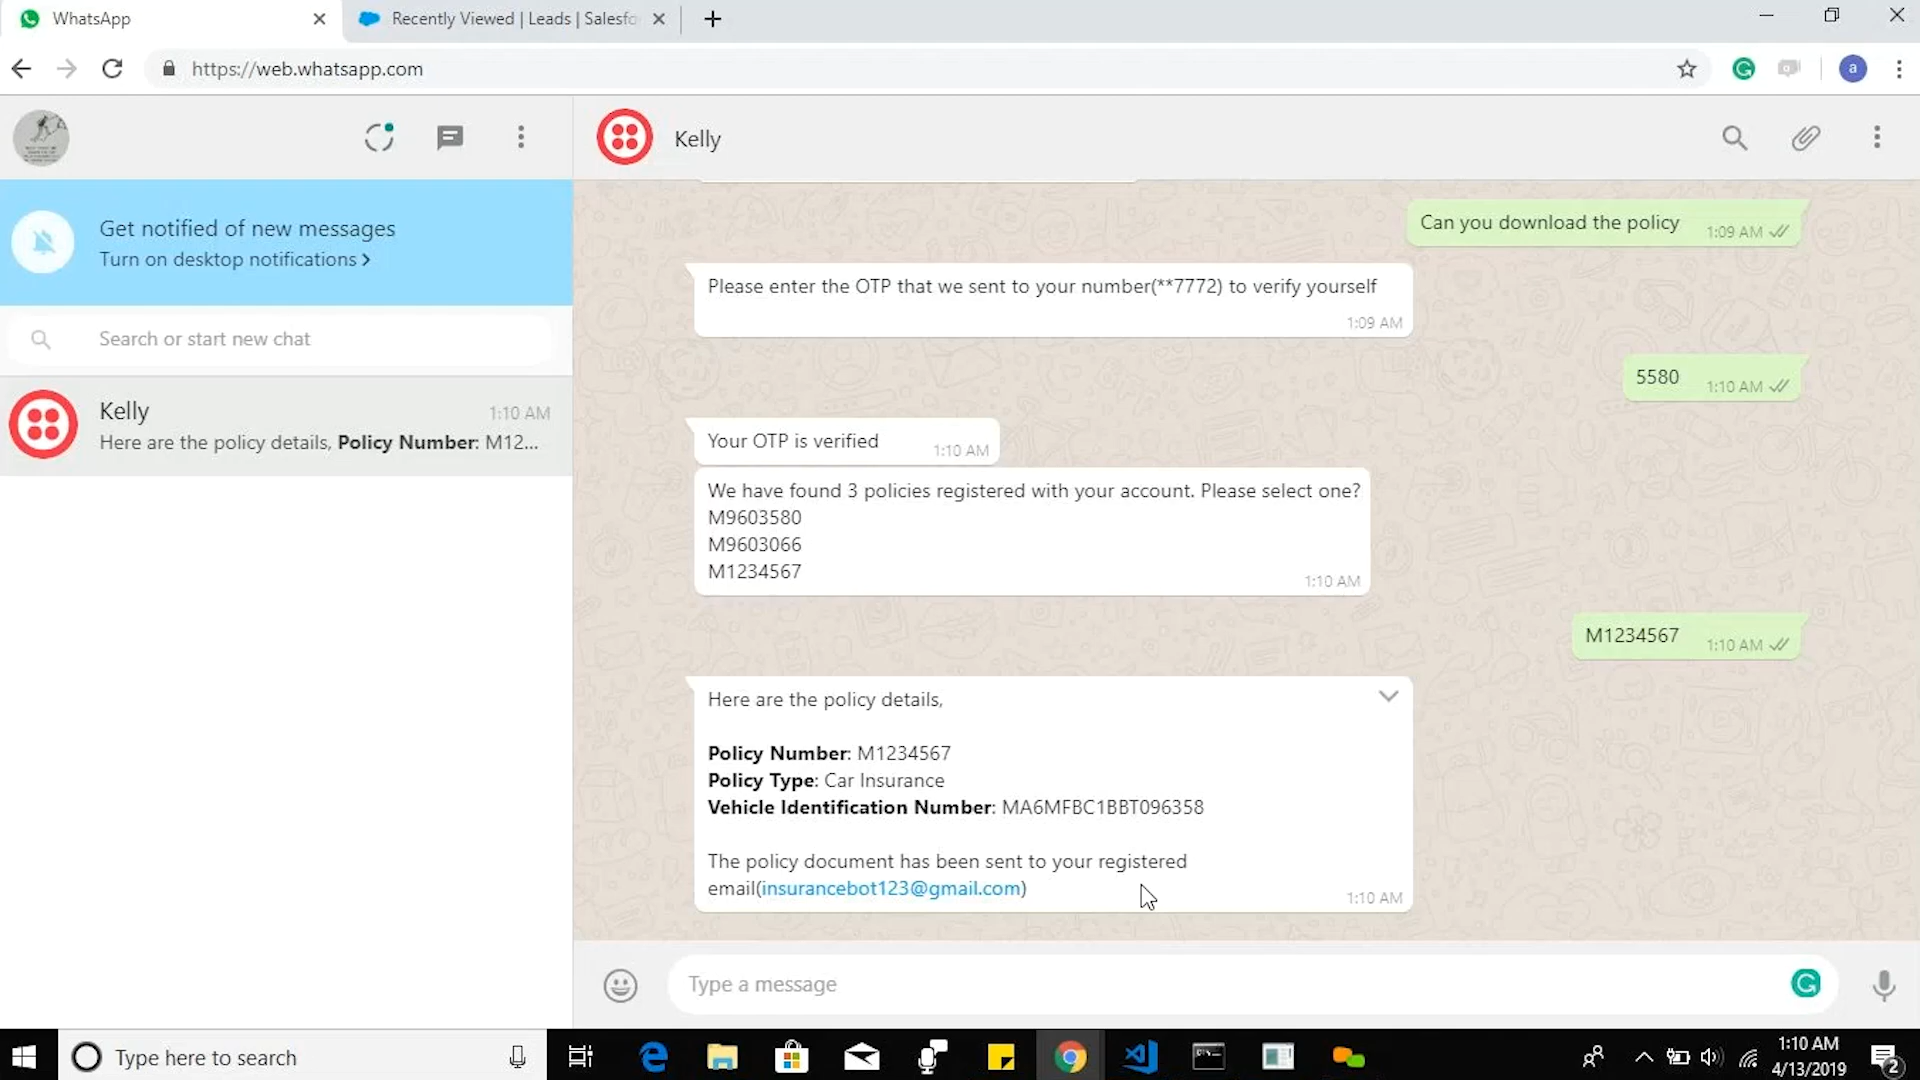 WhatsApp
Recently Viewed | Leads | Salesfo
https://web.whatsapp.com
a
Kelly
Get notified of new messages
Turn on desktop notifications >
Search or start new chat
Kelly
1:10 AM
Here are the policy details, Policy Number: M12...
Can you download the policy
1:09 AM
Please enter the OTP that we sent to your number(**7772) to verify yourself
1:09 AM
5580
1:10 AM
Your OTP is verified
1:10 AM
We have found 3 policies registered with your account. Please select one?
M9603580
M9603066
M1234567
1:10 AM
M1234567
1:10 AM
Here are the policy details,
Policy Number: M1234567
Policy Type: Car Insurance
Vehicle Identification Number: MA6MFBC1BBT096358
The policy document has been sent to your registered
email(insurancebot123@gmail.com)
1:10 AM
Type a message
Type here to search
1:10 AM
4/13/2019
2